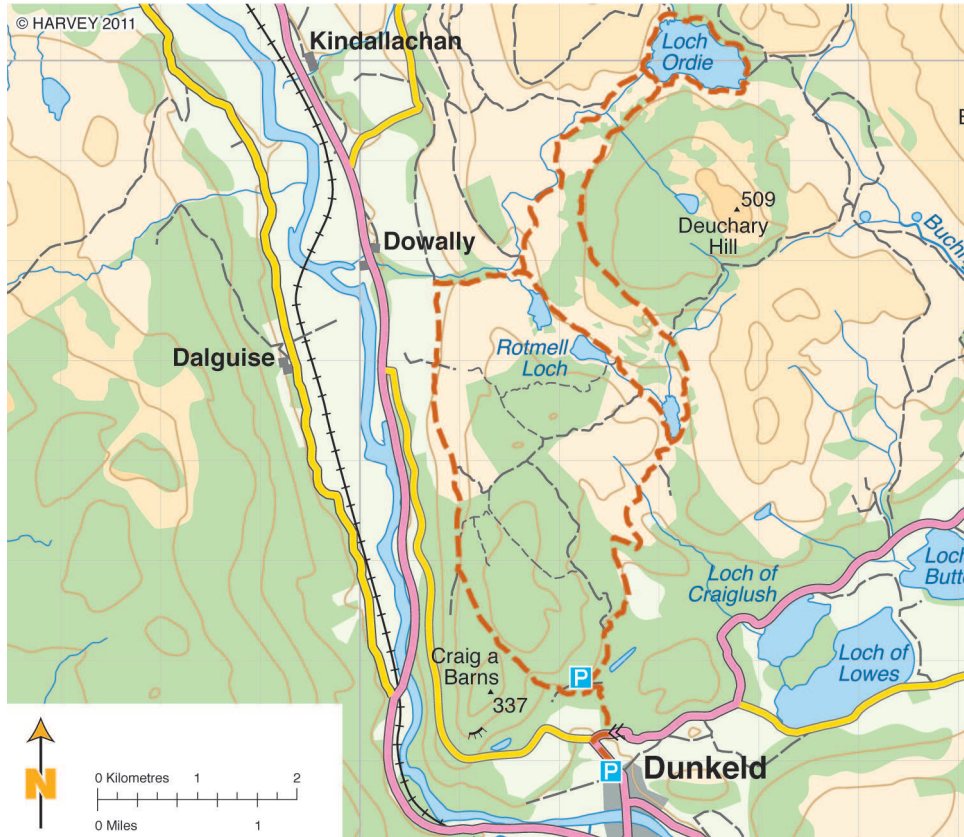 © HARVEY 2011
Kindallachan
Loch
Ordie
509
Deuchary
Hill
Dowally
Rotmell
Loch
Dalguise
Loch of
Craiglush
Loch
Loch of
Lowes
Craig a
Barns
337
P
P
Dunkeld
N
0 Kilometres 1 2
0 Miles 1